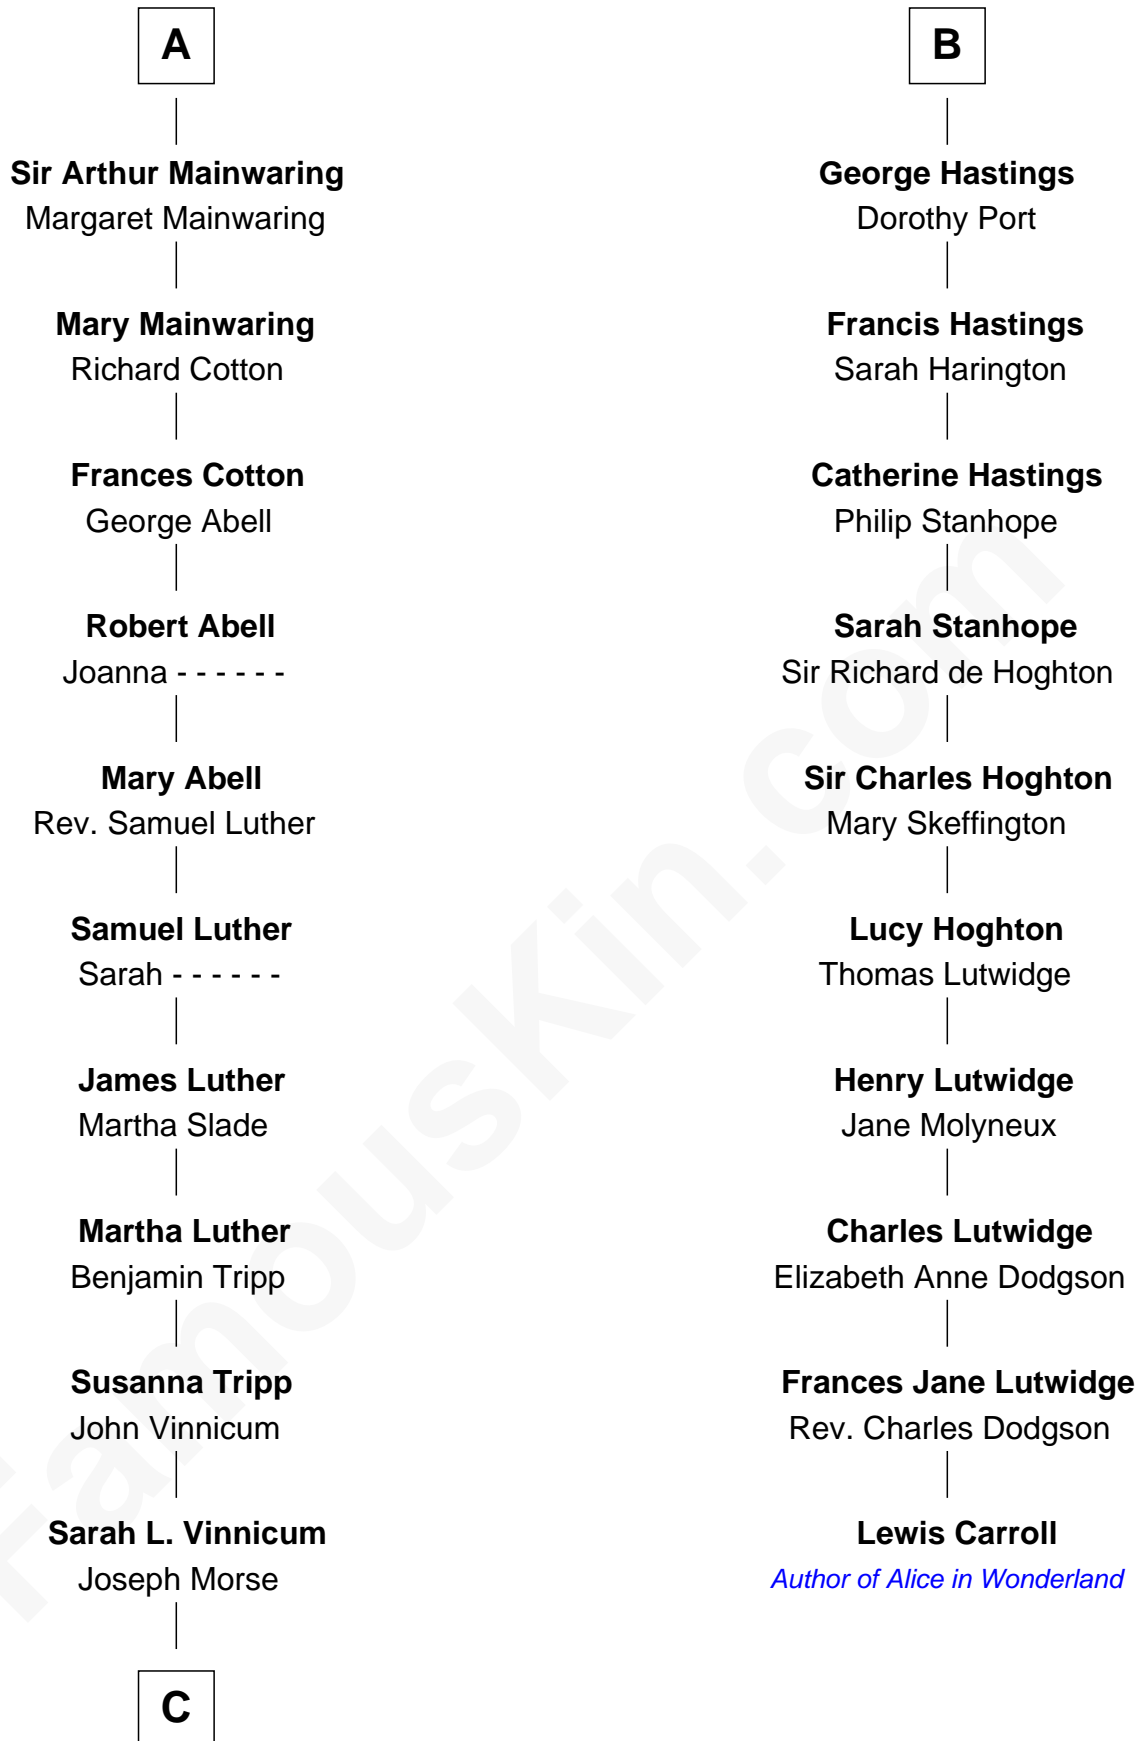 A
Sir Arthur Mainwaring
Margaret Mainwaring
Mary Mainwaring
Richard Cotton
Frances Cotton
George Abell
Robert Abell
Joanna - - - - - -
Mary Abell
Rev. Samuel Luther
Samuel Luther
Sarah - - - - - -
James Luther
Martha Slade
Martha Luther
Benjamin Tripp
Susanna Tripp
John Vinnicum
Sarah L. Vinnicum
Joseph Morse
C
B
George Hastings
Dorothy Port
Francis Hastings
Sarah Harington
Catherine Hastings
Philip Stanhope
Sarah Stanhope
Sir Richard de Hoghton
Sir Charles Hoghton
Mary Skeffington
Lucy Hoghton
Thomas Lutwidge
Henry Lutwidge
Jane Molyneux
Charles Lutwidge
Elizabeth Anne Dodgson
Frances Jane Lutwidge
Rev. Charles Dodgson
Lewis Carroll
Author of Alice in Wonderland
FamousKin.com